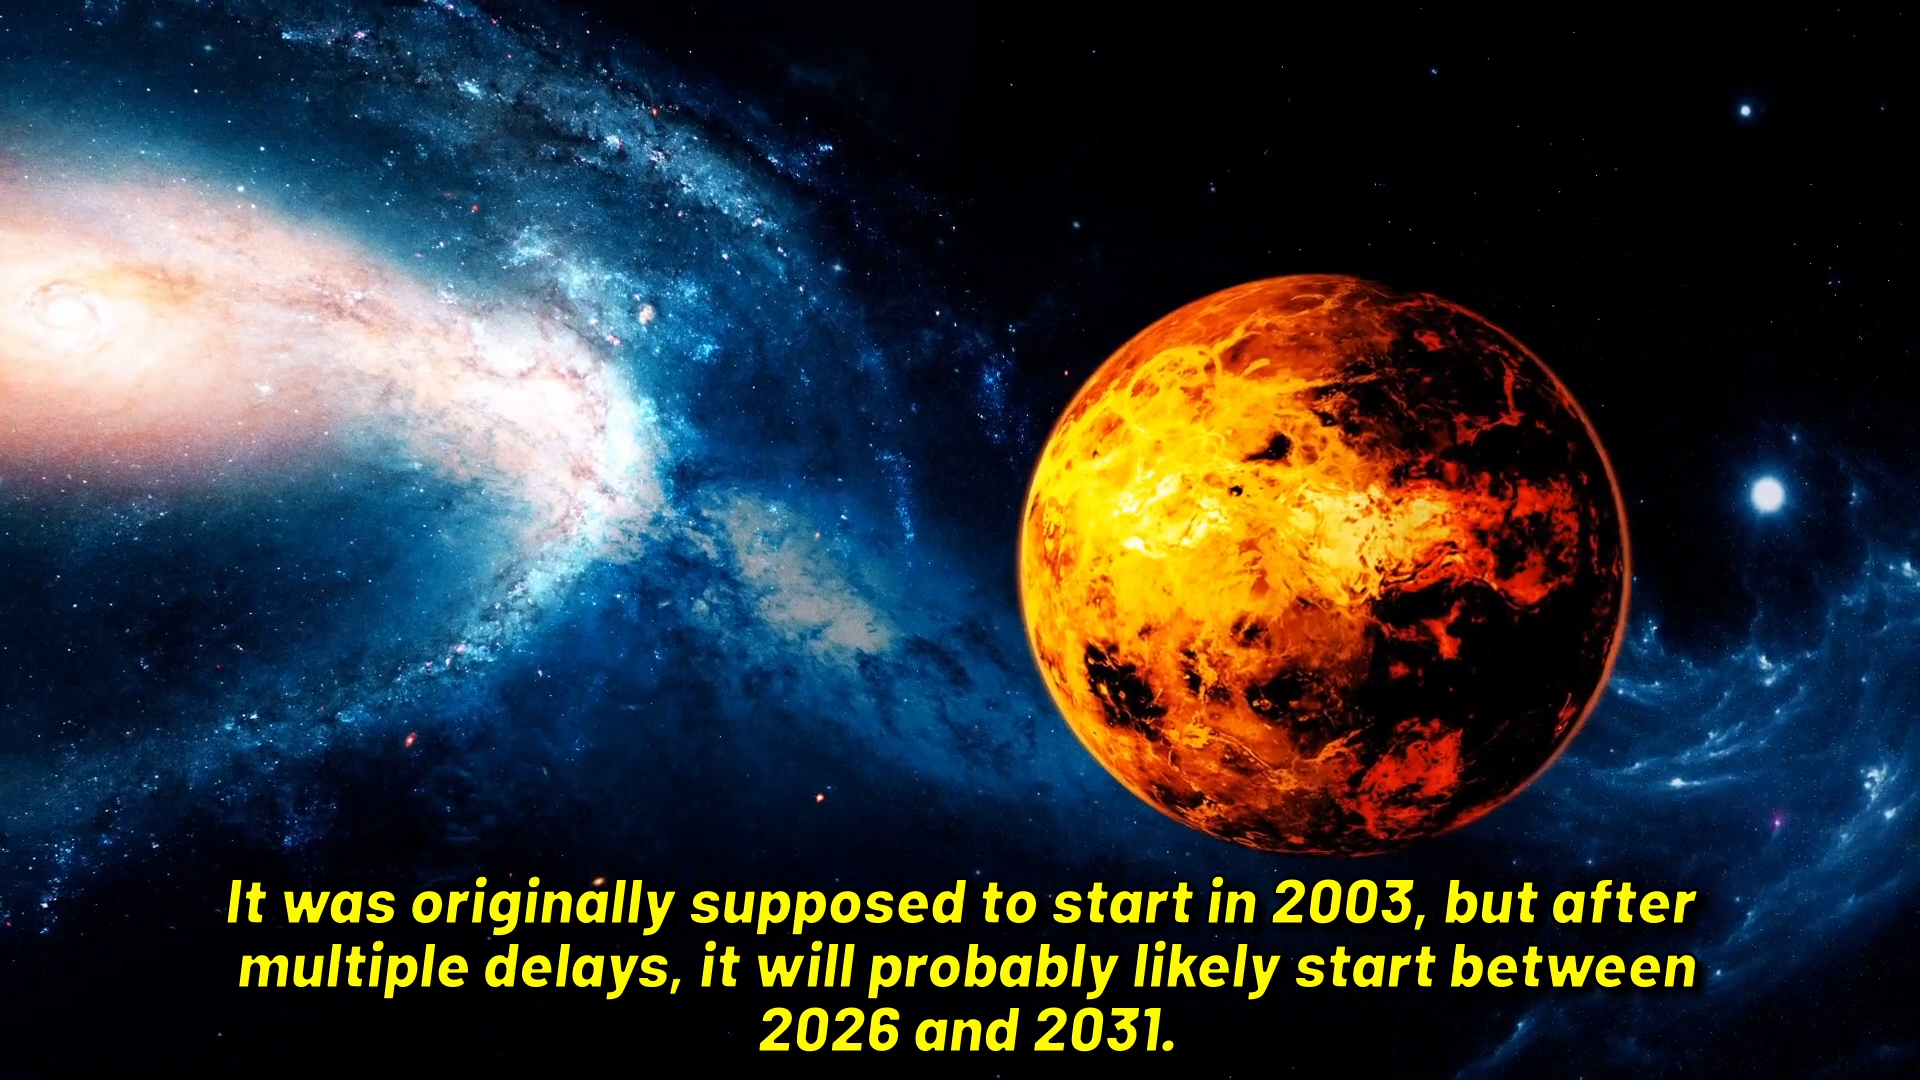 It was originally supposed to start in 2003, but after
multiple delays, it will probably likely start between
2026 and 2031.